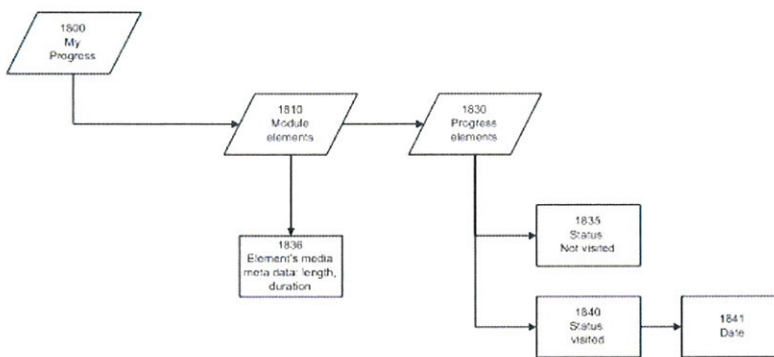 1800
My
Progress
1810
Module
elements
1830
Progress
elements
1836
Element's media
meta data: length,
duration
1835
Status
Not visited
1840
Status
visited
1841
Date